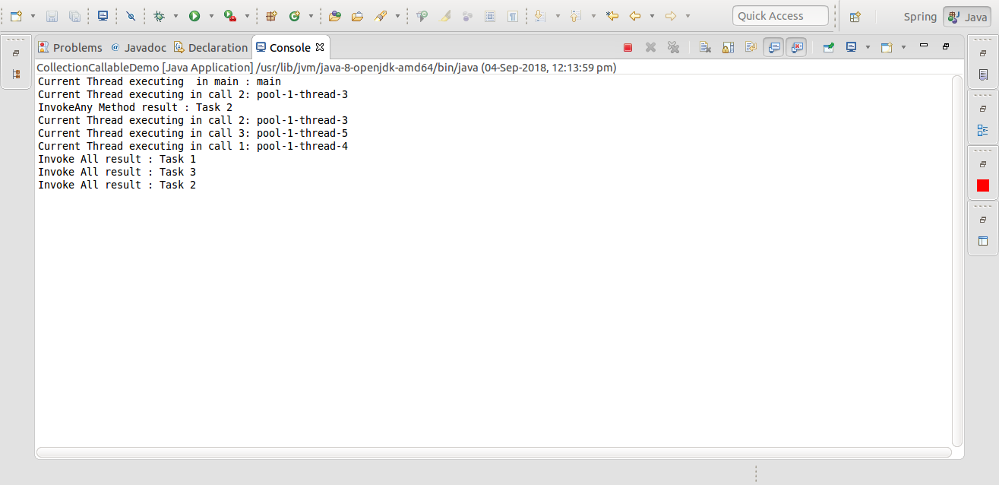 Quick Access
Spring
Java
Problems
@ Javadoc
Declaration
Console
CollectionCallableDemo [Java Application] /usr/lib/jvm/java-8-openjdk-amd64/bin/java (04-Sep-2018, 12:13:59 pm)
Current Thread executing  in main : main
Current Thread executing in call 2: pool-1-thread-3
InvokeAny Method result : Task 2
Current Thread executing in call 2: pool-1-thread-3
Current Thread executing in call 3: pool-1-thread-5
Current Thread executing in call 1: pool-1-thread-4
Invoke All result : Task 1
Invoke All result : Task 3
Invoke All result : Task 2